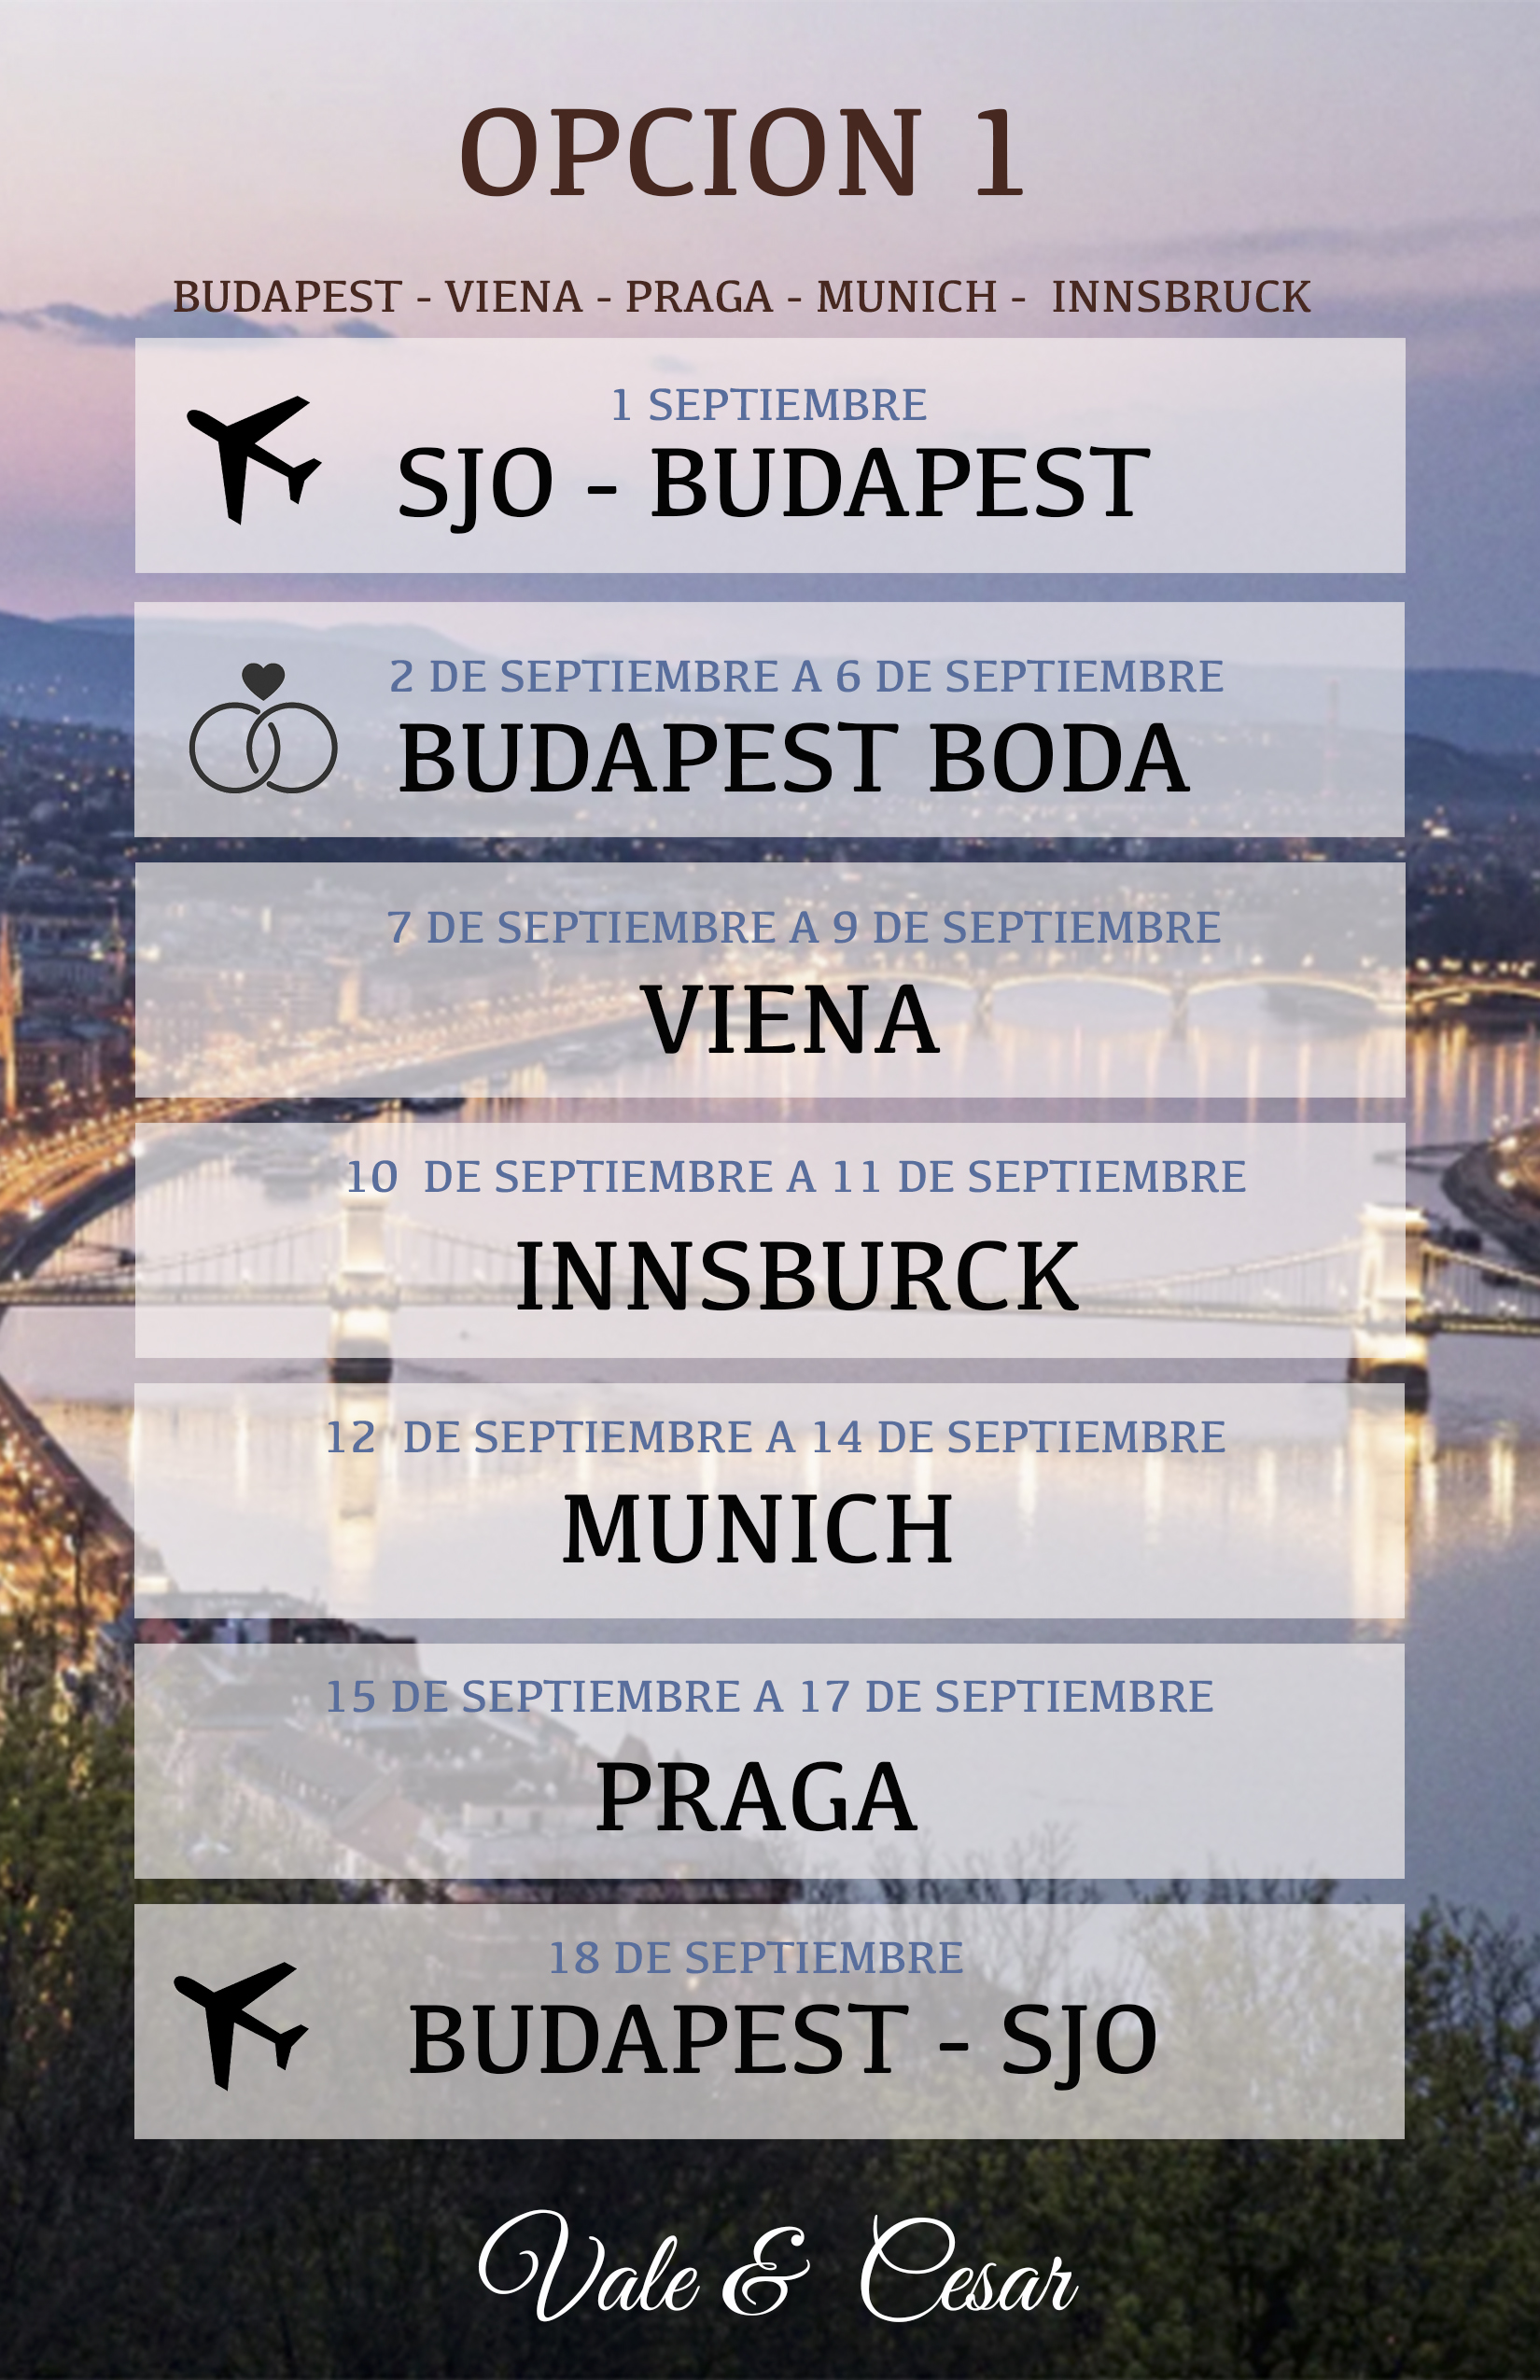 OPCION 1
BUDAPEST - VIENA - PRAGA - MUNICH - INNSBRUCK
1 SEPTIEMBRE
SJO - BUDAPEST
2 DE SEPTIEMBRE A 6 DE SEPTIEMBRE
BUDAPEST BODA
7 DE SEPTIEMBRE A 9 DE SEPTIEMBRE
VIENA
10 DE SEPTIEMBRE A 11 DE SEPTIEMBRE
INNSBURCK
12 DE SEPTIEMBRE A 14 DE SEPTIEMBRE
MUNICH
15 DE SEPTIEMBRE A 17 DE SEPTIEMBRE
PRAGA
18 DE SEPTIEMBRE
BUDAPEST - SJO
Vale & Cesar